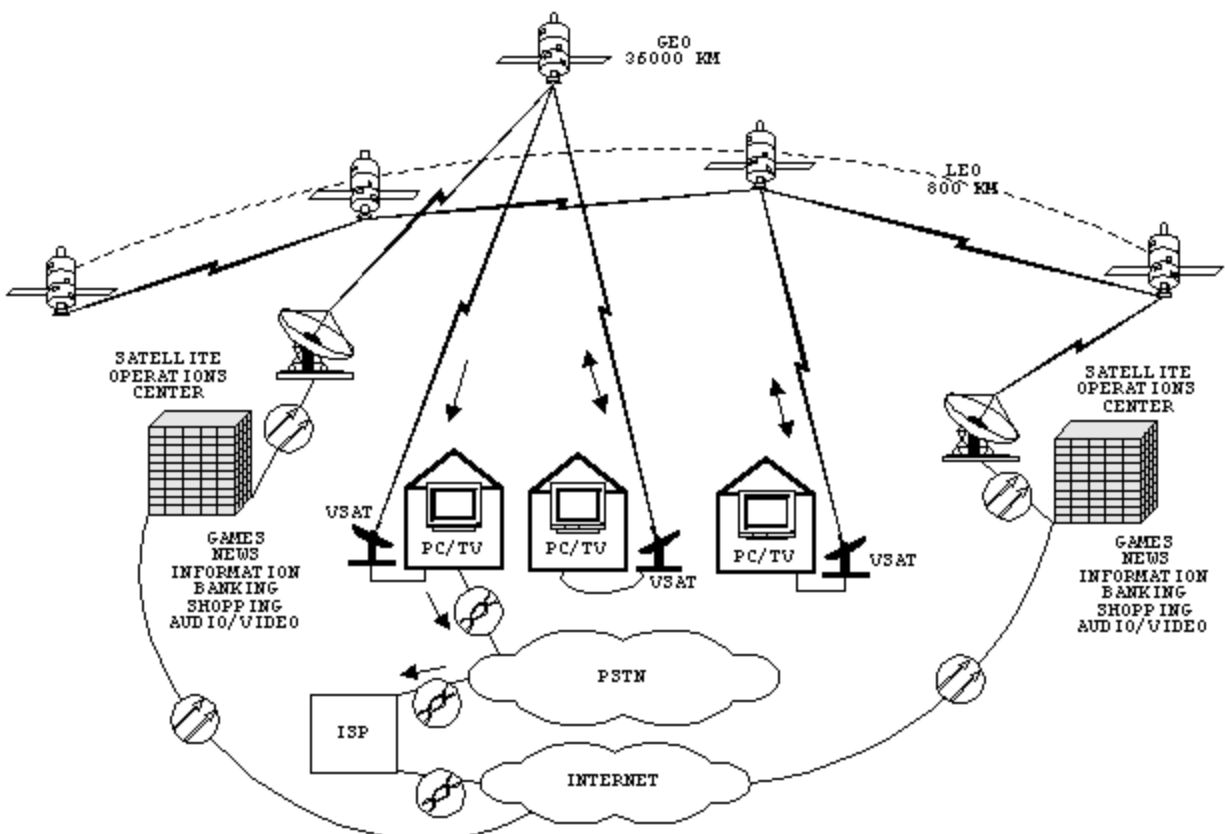 GEO
36000 KM
LEO
800 KM
SATELLITE
OPERATIONS
CENTER
SATELLITE
OPERATIONS
CENTER
VSAT
PC/TV
PC/TV
VSAT
PC/TV
VSAT
GAMES
NEWS
INFORMATION
BANKING
SHOPPING
AUDIO/VIDEO
GAMES
NEWS
INFORMATION
BANKING
SHOPPING
AUDIO/VIDEO
PSTN
ISP
INTERNET